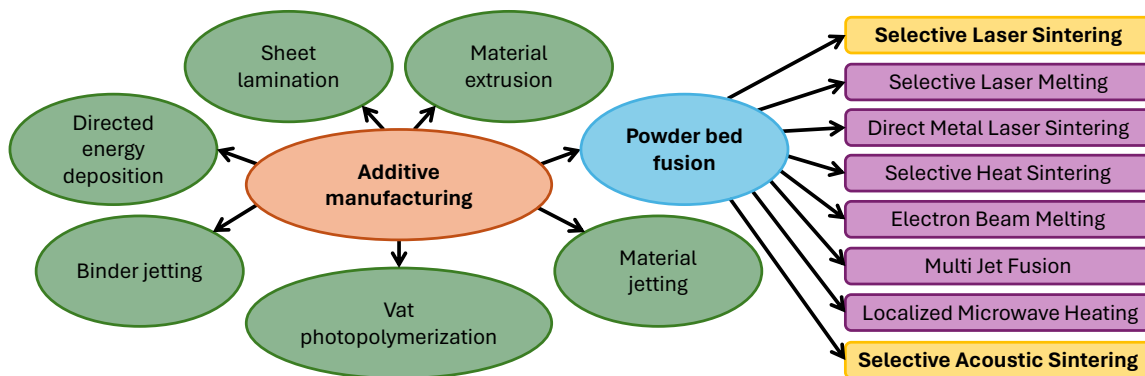 Sheet
lamination
Material
extrusion
Directed
energy
deposition
Additive
manufacturing
Powder bed
fusion
Binder jetting
Vat
photopolymerization
Material
jetting
Selective Laser Sintering
Selective Laser Melting
Direct Metal Laser Sintering
Selective Heat Sintering
Electron Beam Melting
Multi Jet Fusion
Localized Microwave Heating
Selective Acoustic Sintering